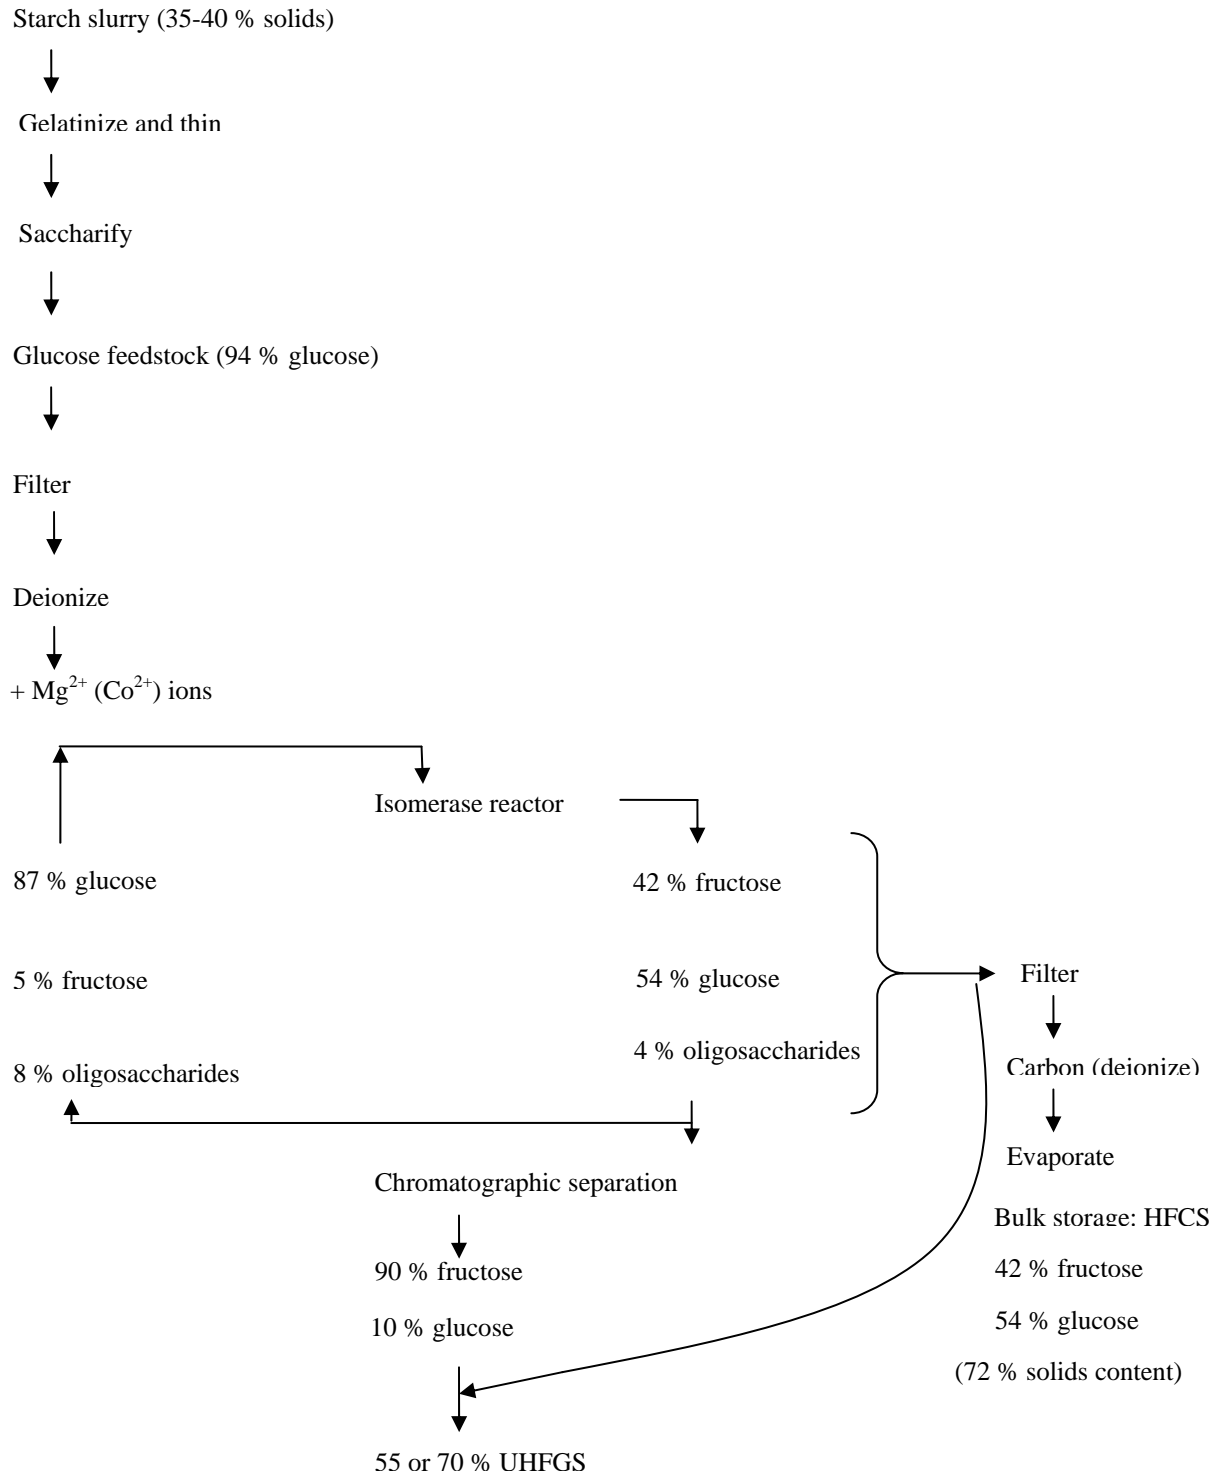 Starch slurry (35-40 % solids)
Gelatinize and thin
Saccharify
Glucose feedstock (94 % glucose)
Filter
Deionize
+ Mg²⁺ (Co²⁺) ions
Isomerase reactor
87 % glucose
5 % fructose
8 % oligosaccharides
42 % fructose
54 % glucose
4 % oligosaccharides
Filter
Carbon (deionize)
Evaporate
Bulk storage: HFCS
42 % fructose
54 % glucose
(72 % solids content)
Chromatographic separation
90 % fructose
10 % glucose
55 or 70 % UHFGS